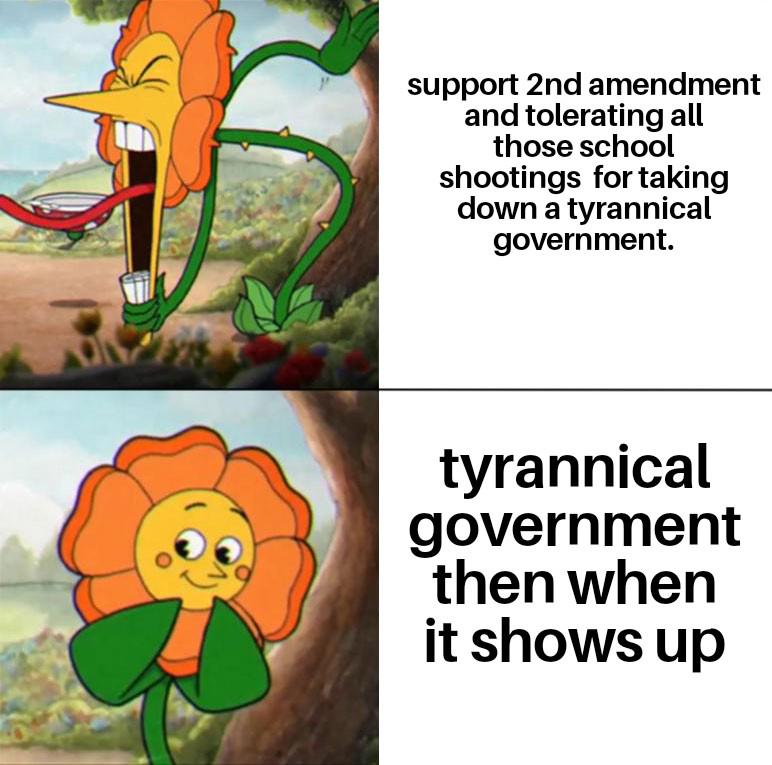 support 2nd amendment
and tolerating all
those school
shootings for taking
down a tyrannical
government.
tyrannical
government
then when
it shows up